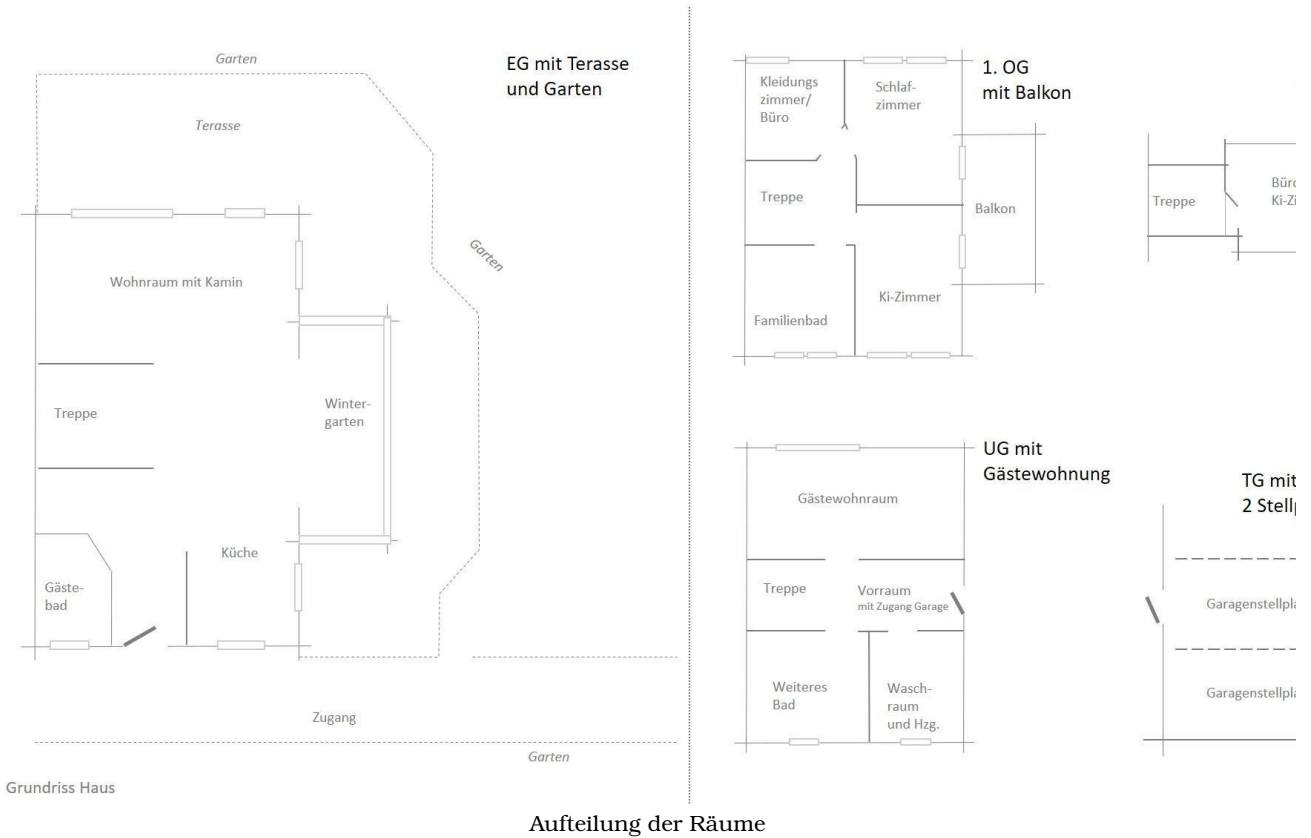 Garten
EG mit Terasse
und Garten
Terasse
Garten
Wohnraum mit Kamin
Treppe
Winter-
garten
Küche
Gäste-
bad
Zugang
Garten
Grundriss Haus
1. OG
mit Balkon
Kleidungs
zimmer/
Büro
Schlaf-
zimmer
Treppe
Balkon
Ki-Zimmer
Familienbad
Treppe
UG mit
Gästewohnung
Gästewohnraum
Treppe
Vorraum
mit Zugang Garage
Weiteres
Bad
Wasch-
raum
und Hzg.
TG mit
2
Aufteilung der Räume